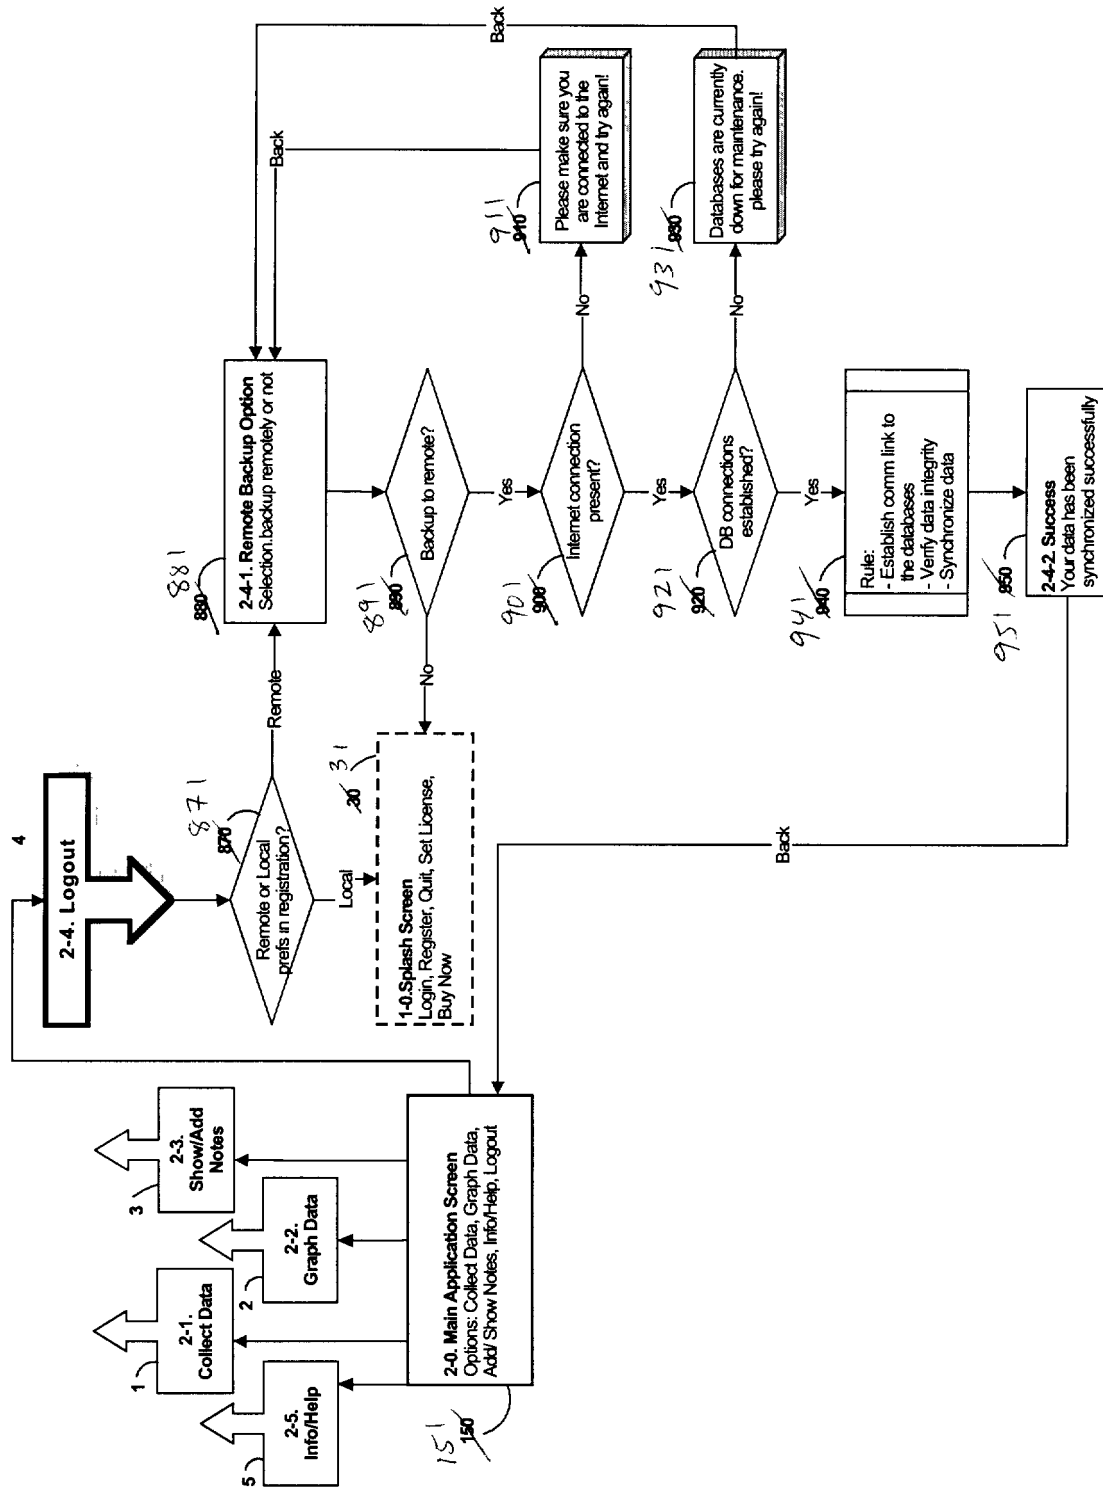 4
2-4. Logout
871
870
Remote or Local
prefs in registration?
Remote
Local
881
880
2-4-1. Remote Backup Option
Selection.backup remotely or not
Back
Back
31
30
1-0.Splash Screen
Login, Register, Quit, Set License,
Buy Now
No
891
890
Backup to remote?
Yes
901
900
Internet connection
present?
No
911
910
Please make sure you
are connected to the
Internet and try again!
Yes
921
920
DB connections
established?
No
931
930
Databases are currently
down for maintenance.
please try again!
Yes
941
940
Rule:
- Establish comm link to
the databases
- Verify data integrity
- Synchronize data
951
950
2-4-2. Success
Your data has been
synchronized successfully
Back
5
2-5.
Info/Help
1
2-1.
Collect Data
2
2-2.
Graph Data
3
2-3.
Show/Add
Notes
151
150
2-0. Main Application Screen
Options: Collect Data, Graph Data,
Add/ Show Notes, Info/Help, Logout